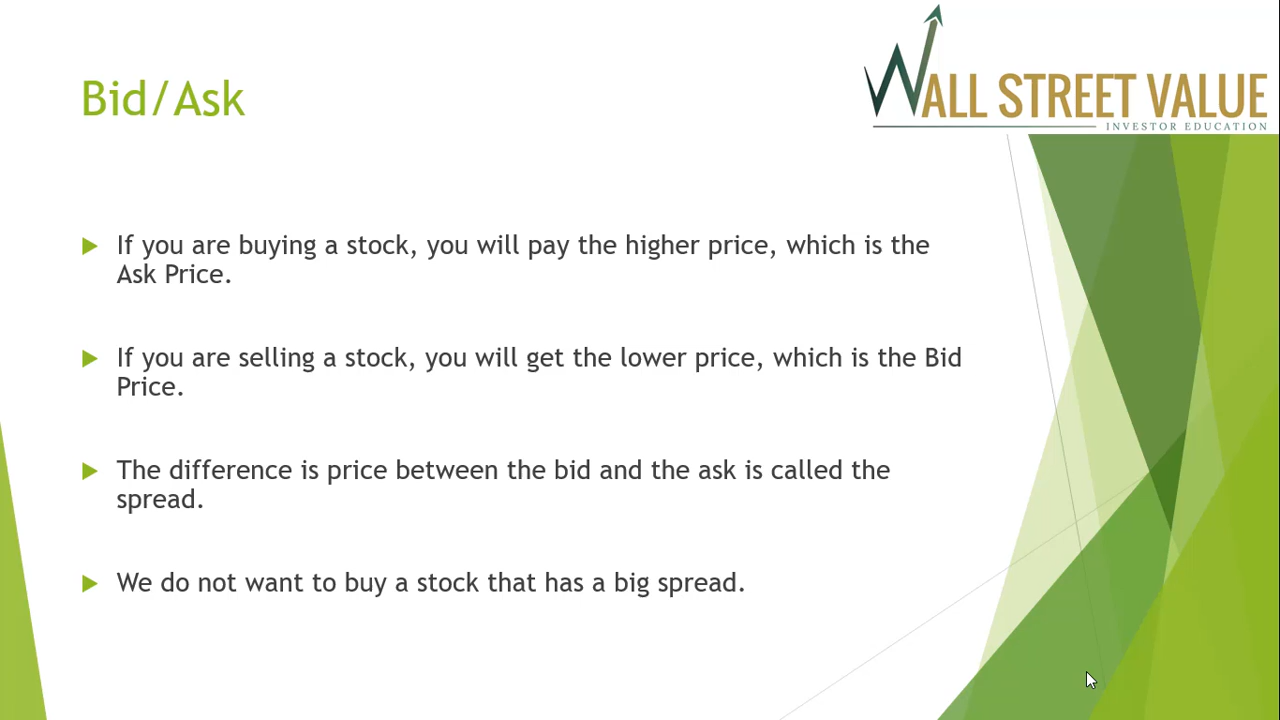 WALL STREET VALUE
INVESTOR EDUCATION
Bid/Ask
If you are buying a stock, you will pay the higher price, which is the
Ask Price.
If you are selling a stock, you will get the lower price, which is the Bid
Price.
The difference is price between the bid and the ask is called the
spread.
We do not want to buy a stock that has a big spread.